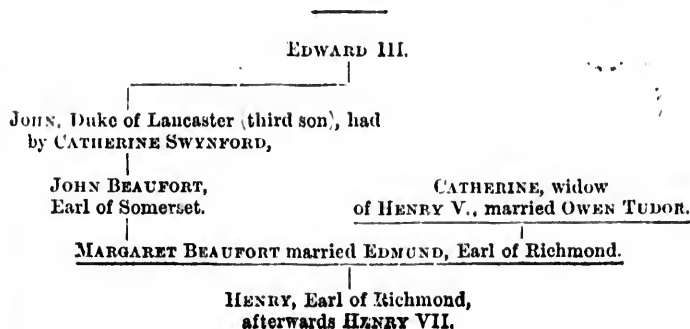 EDWARD III.
JOHN, Duke of Lancaster (third son), had
by CATHERINE SWYNFORD,
JOHN BEAUFORT,
Earl of Somerset.
CATHERINE, widow
of HENRY V., married OWEN TUDOR.
MARGARET BEAUFORT married EDMUND, Earl of Richmond.
HENRY, Earl of Richmond,
afterwards HENRY VII.